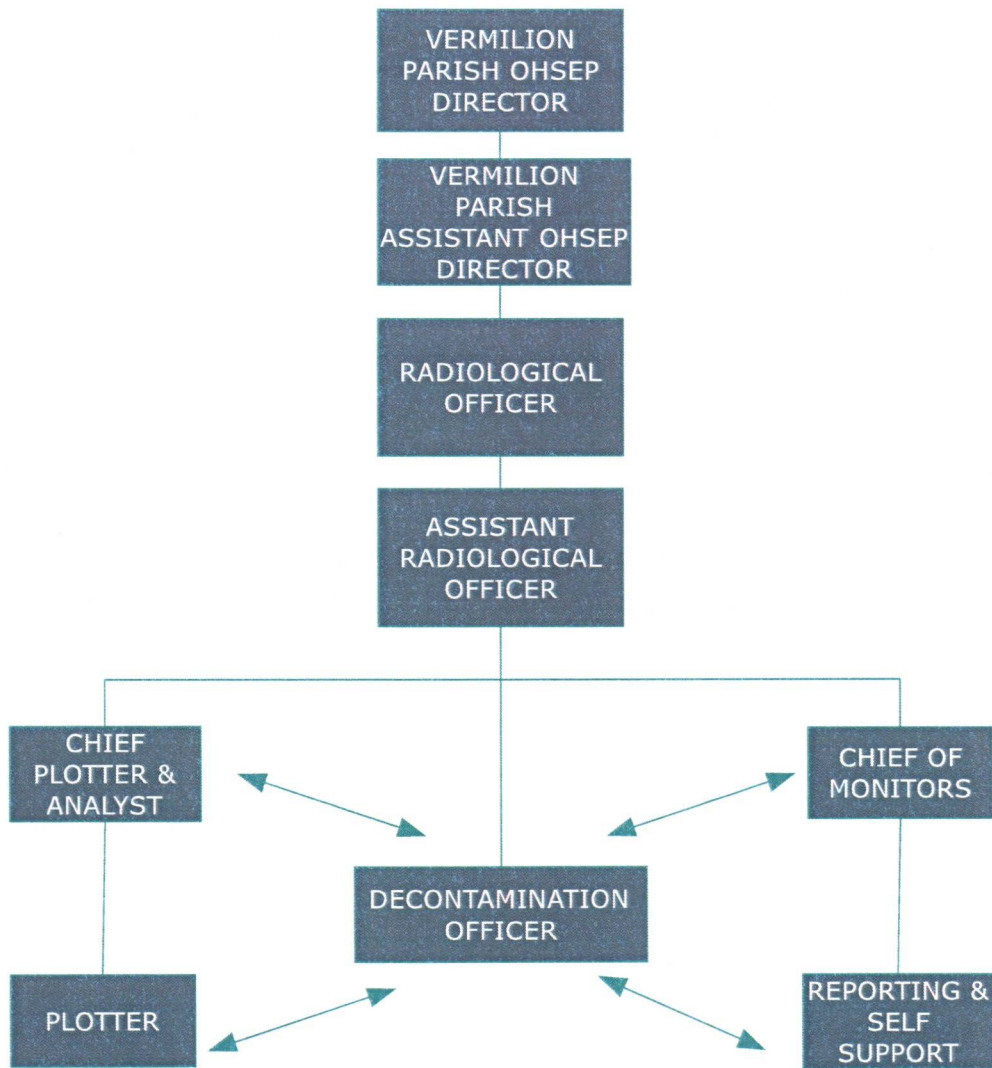 VERMILION
PARISH OHSEP
DIRECTOR
VERMILION
PARISH
ASSISTANT OHSEP
DIRECTOR
RADIOLOGICAL
OFFICER
ASSISTANT
RADIOLOGICAL
OFFICER
CHIEF
PLOTTER &
ANALYST
CHIEF OF
MONITORS
DECONTAMINATION
OFFICER
PLOTTER
REPORTING &
SELF
SUPPORT